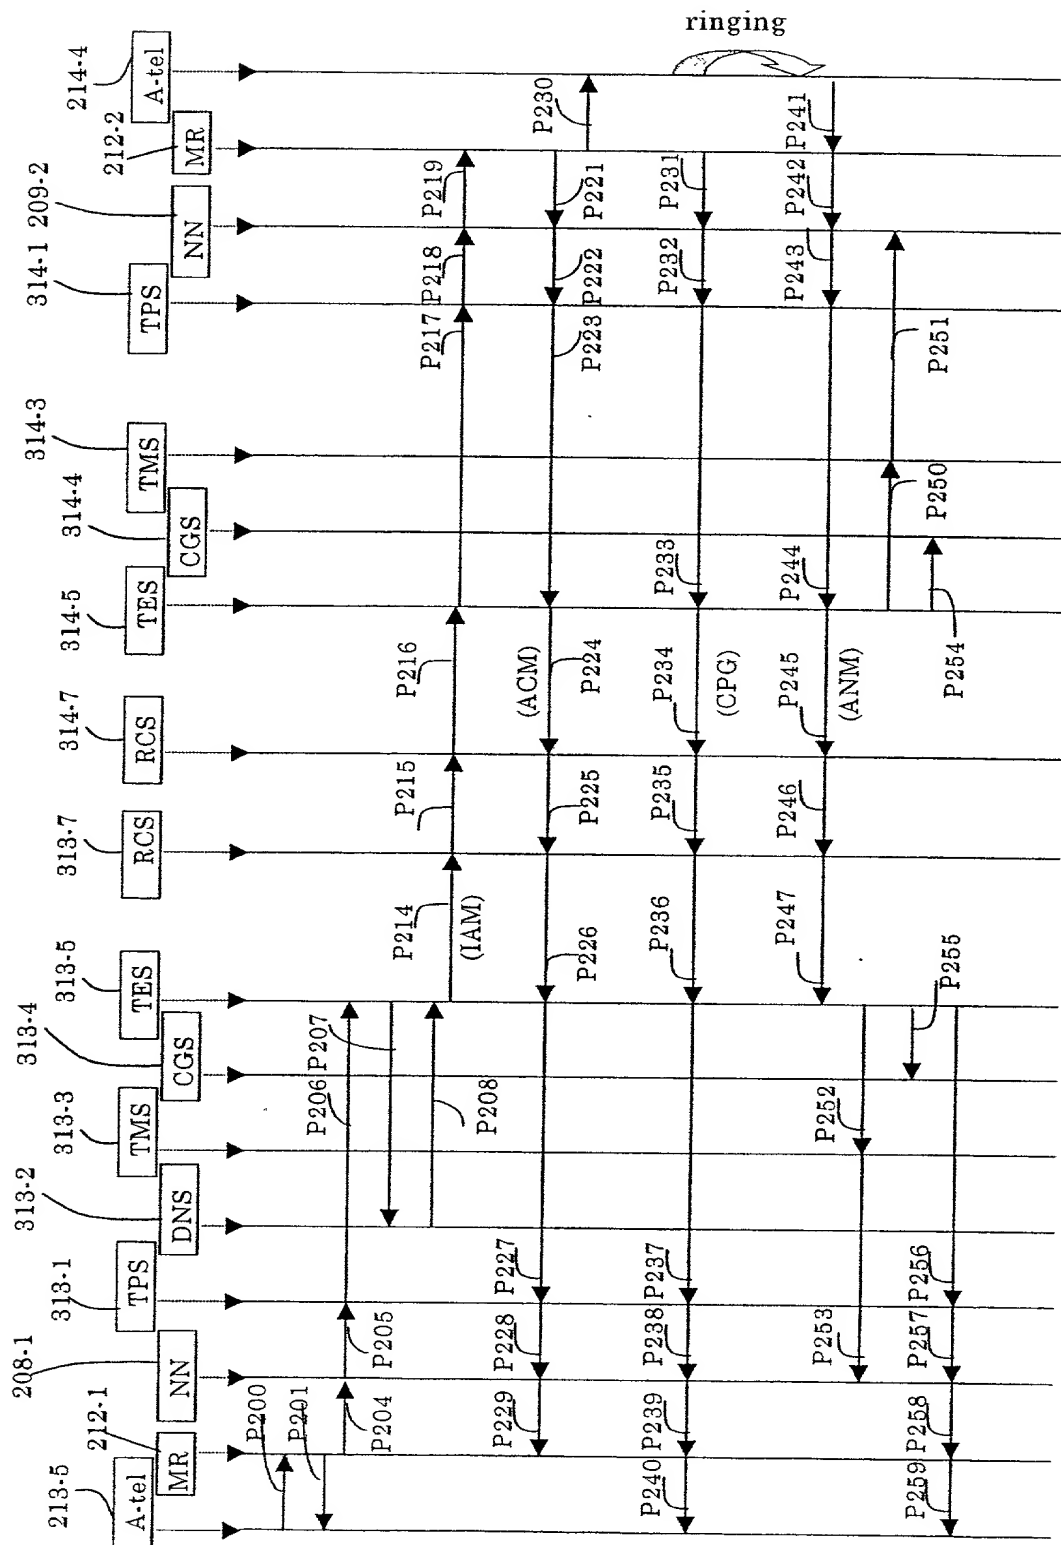 ringing
214-4
A-tel
212-2
MR
209-2
NN
314-1
TPS
314-3
TMS
314-4
CGS
314-5
TES
314-7
RCS
313-7
RCS
313-5
TES
313-4
CGS
313-3
TMS
313-2
DNS
313-1
TPS
208-1
NN
212-1
MR
213-5
A-tel
P200
P201
P204
P205
P206
P207
P208
P214
(IAM)
P215
P216
P217
P218
P219
P221
P222
P223
(ACM)
P224
P225
P226
P227
P228
P229
P230
P231
P232
P233
P234
(CPG)
P235
P236
P237
P238
P239
P240
P241
P242
P243
P244
P245
(ANM)
P246
P247
P250
P251
P252
P253
P254
P255
P256
P257
P258
P259